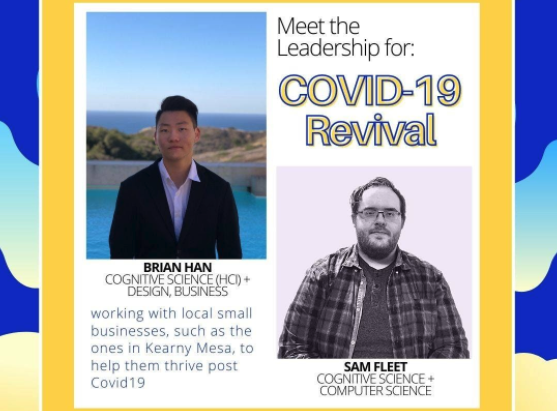 Meet the
Leadership for:
COVID-19
Revival
BRIAN HAN
COGNITIVE SCIENCE (HCI) +
DESIGN, BUSINESS
working with local small
businesses, such as the
ones in Kearny Mesa, to
help them thrive post
Covid19
SAM FLEET
COGNITIVE SCIENCE +
COMPUTER SCIENCE